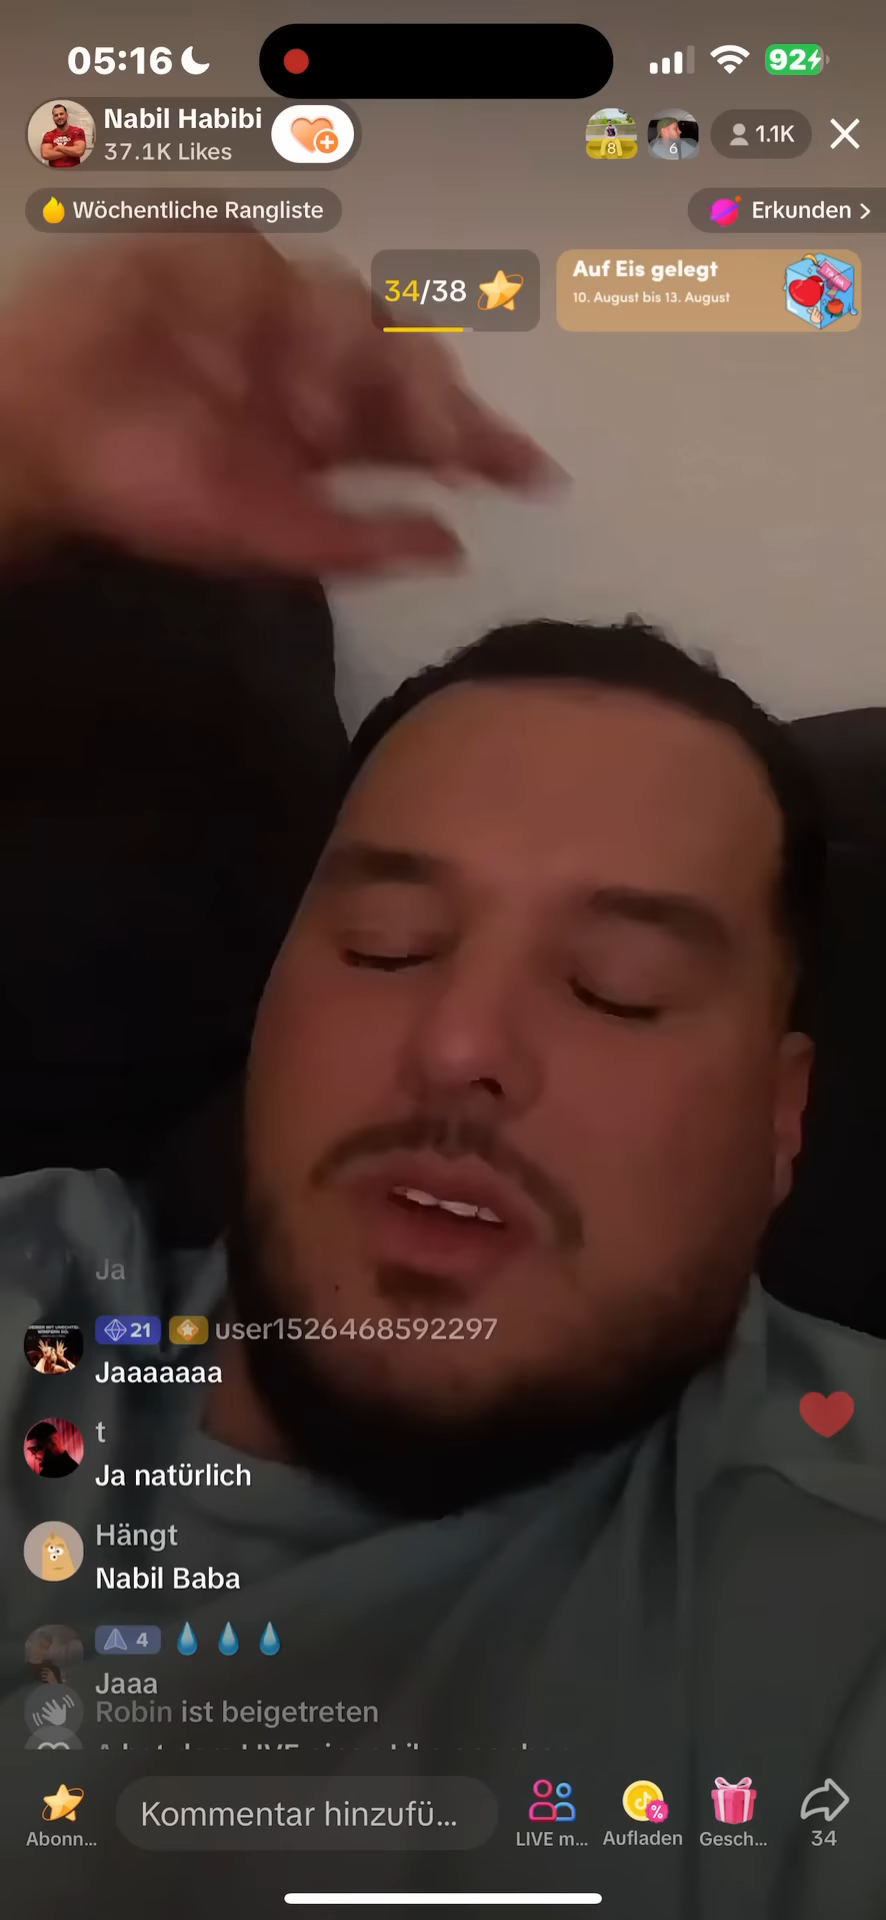 05:16
92
Nabil Habibi
37.1K Likes
8
6
1.1K
Wöchentliche Rangliste
Erkunden >
34/38
Auf Eis gelegt
10. August bis 13. August
Ja
21 user1526468592297
Jaaaaaaa
t
Ja natürlich
Hängt
Nabil Baba
4
Jaaa
Robin ist beigetreten
Kommentar hinzufü...
Abonn...
LIVE m...
Aufladen
Gesch...
34